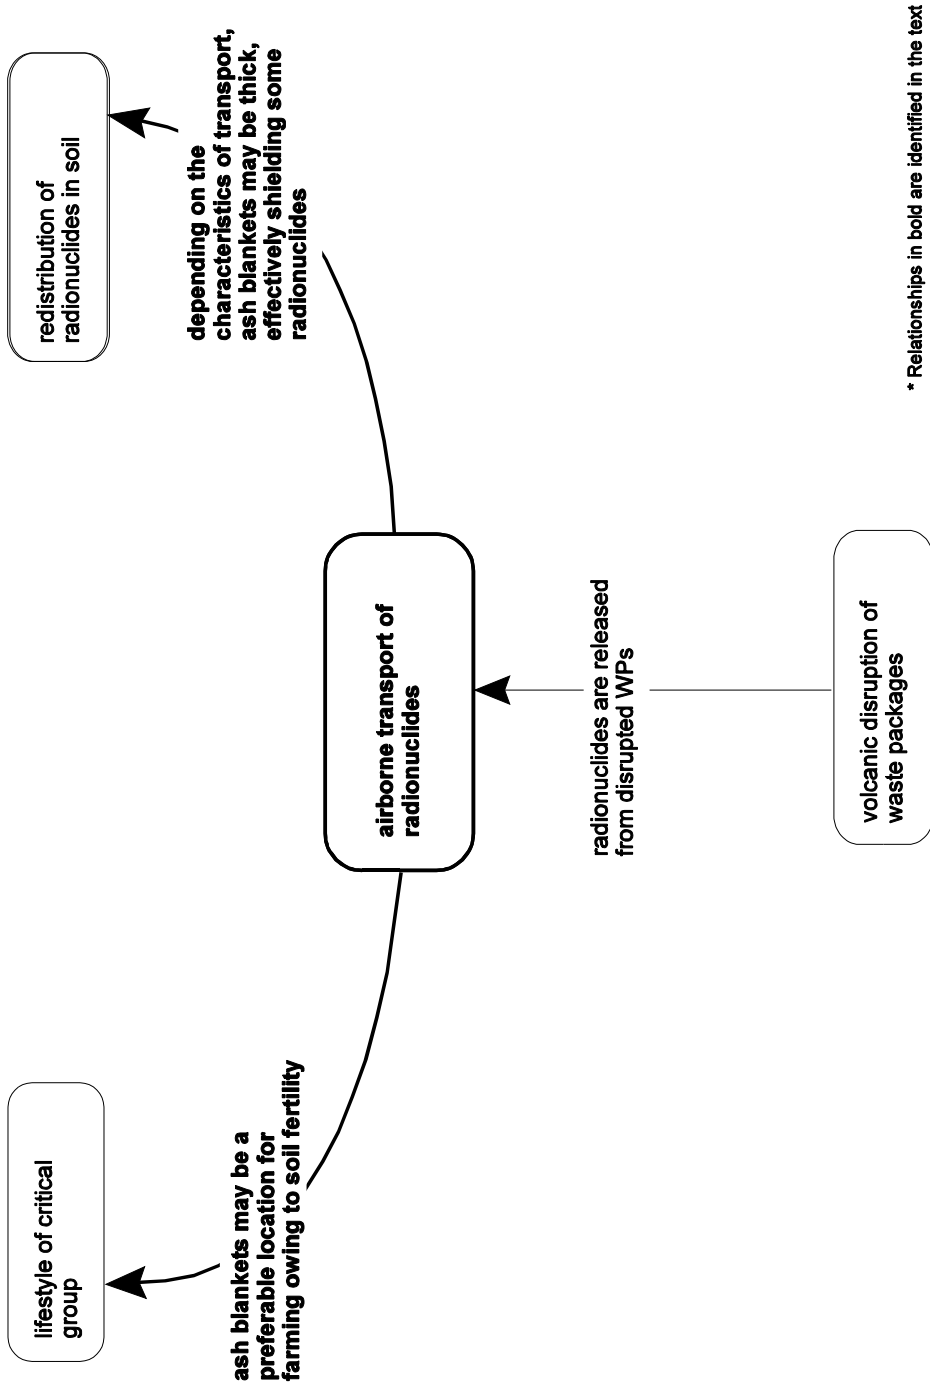 lifestyle of critical
group
redistribution of
radionuclides in soil
ash blankets may be a
preferable location for
farming owing to soil fertility
depending on the
characteristics of transport,
ash blankets may be thick,
effectively shielding some
radionuclides
airborne transport of
radionuclides
radionuclides are released
from disrupted WPs
volcanic disruption of
waste packages
* Relationships in bold are identified in the text